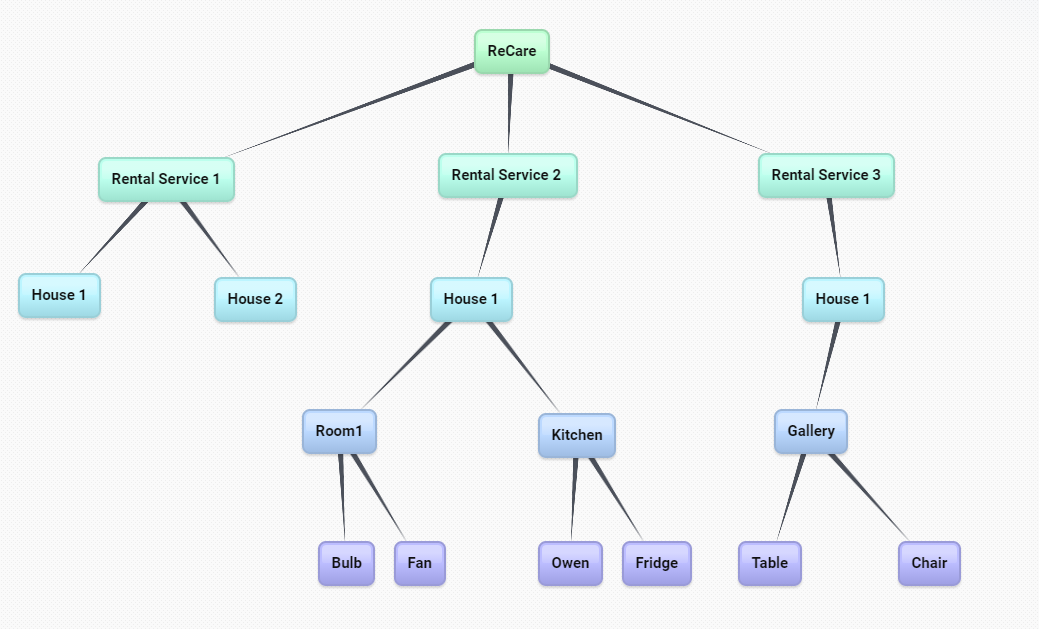 ReCare
Rental Service 1
Rental Service 2
Rental Service 3
House 1
House 2
House 1
House 1
Room1
Kitchen
Gallery
Bulb
Fan
Owen
Fridge
Table
Chair